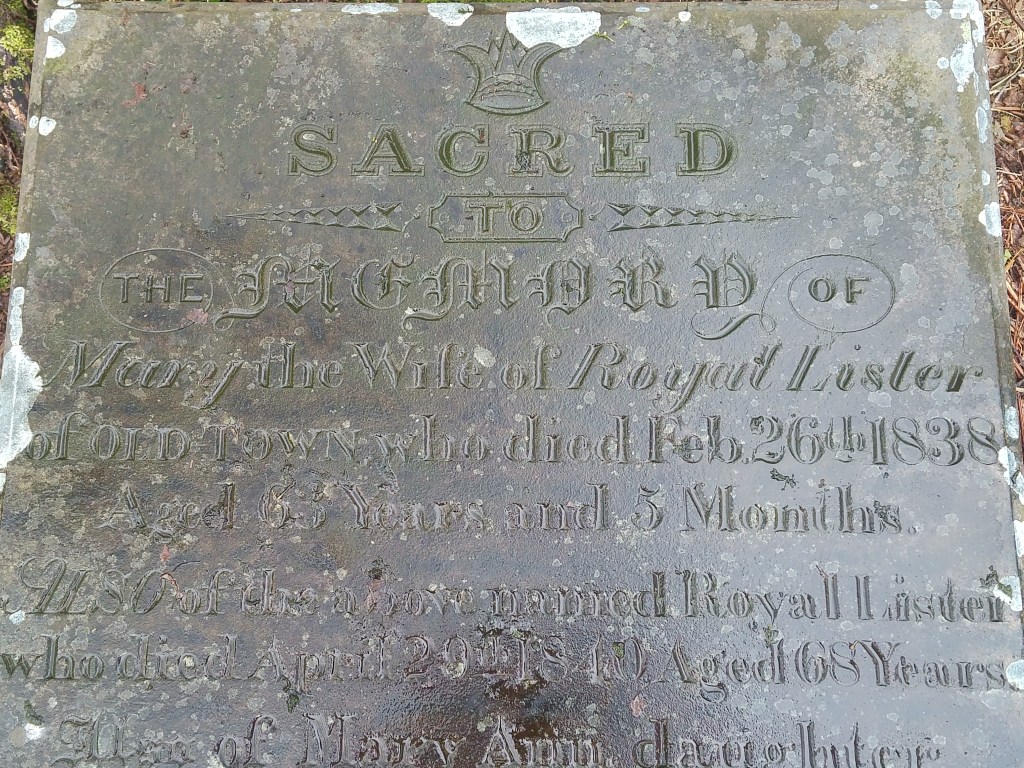 SACRED
TO
THE MEMORY OF
Mary the Wife of Royal Lister
of OLD TOWN, who died Feb. 26th 1838
Aged 63 Years and 5 Months.
ALSO of the above named Royal Lister
who died April 20th 1840, Aged 68 Years.
Also of Mary Ann, daughter